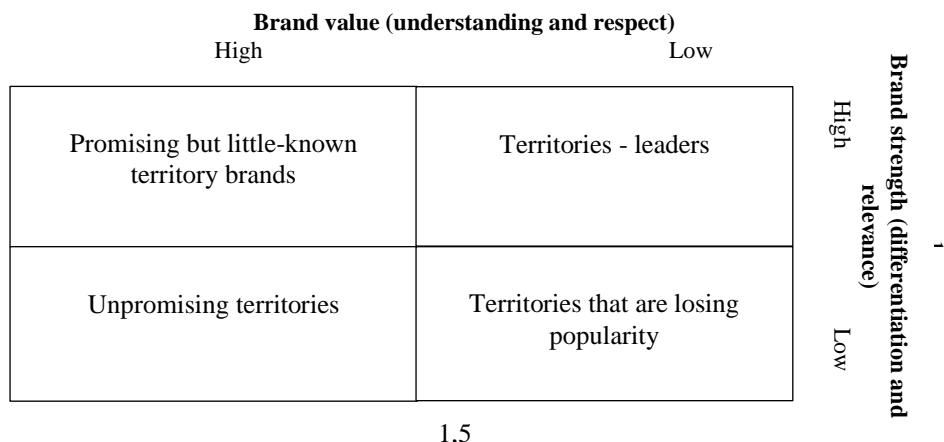 Brand value (understanding and respect)
High Low
Promising but little-known
territory brands
Territories - leaders
Unpromising territories
Territories that are losing
popularity
High
Low
Brand strength (differentiation and
relevance)
1
1,5